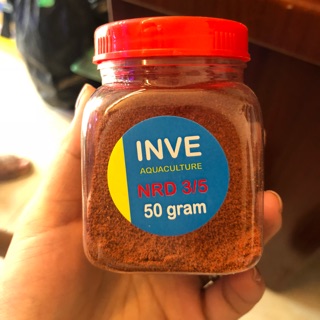 INVE
AQUACULTURE
NRD 3/5
50 gram